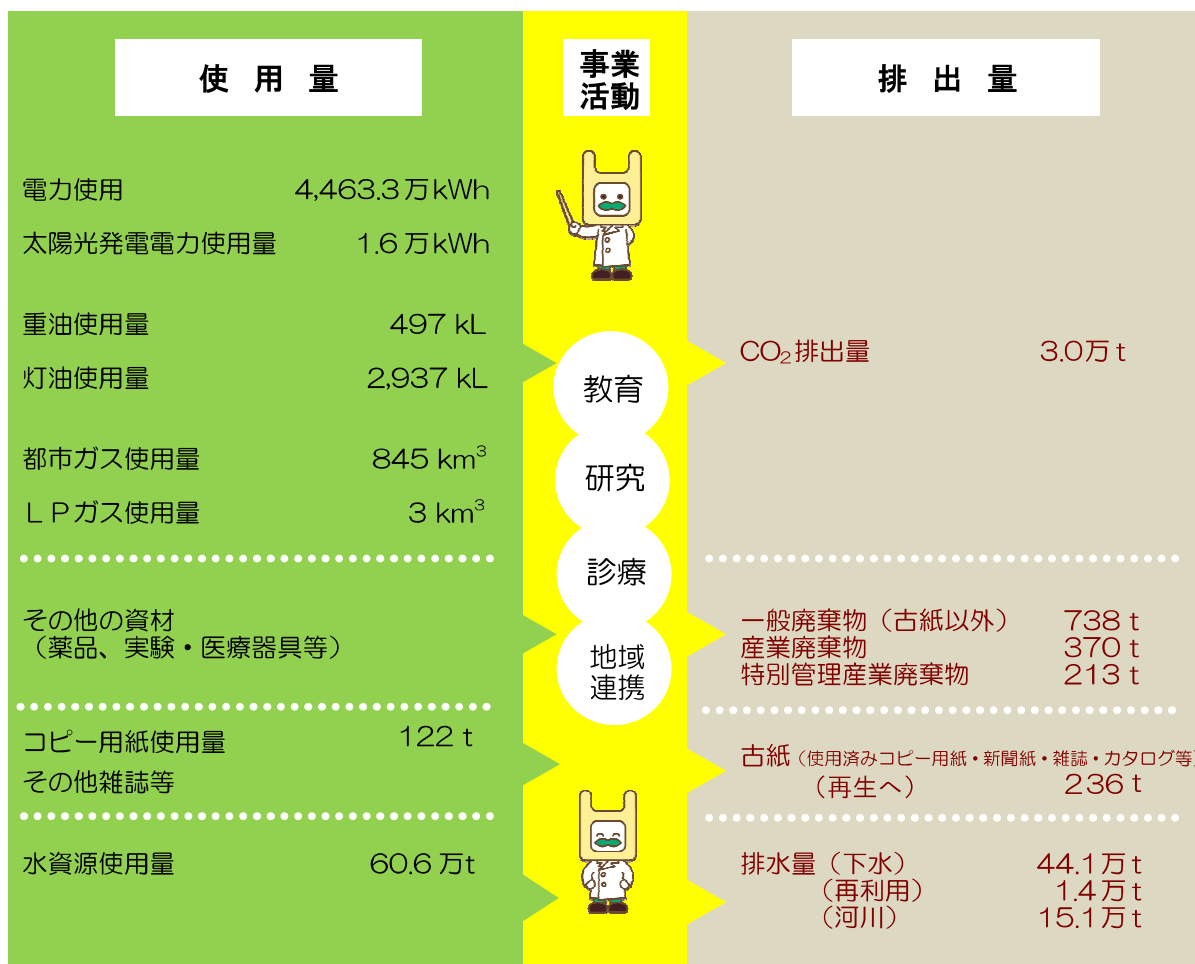 使用量
電力使用 4,463.3万kWh
太陽光発電電力使用量 1.6万kWh
重油使用量 497 kL
灯油使用量 2,937 kL
都市ガス使用量 845 km³
ＬＰガス使用量 3 km³
その他の資材
（薬品、実験・医療器具等）
コピー用紙使用量 122 t
その他雑誌等
水資源使用量 60.6万t
事業
活動
教育
研究
診療
地域
連携
排出量
CO₂排出量 3.0万t
一般廃棄物（古紙以外） 738 t
産業廃棄物 370 t
特別管理産業廃棄物 213 t
古紙（使用済みコピー用紙・新聞紙・雑誌・カタログ等）
（再生へ） 236 t
排水量（下水） 44.1万t
（再利用） 1.4万t
（河川） 15.1万t